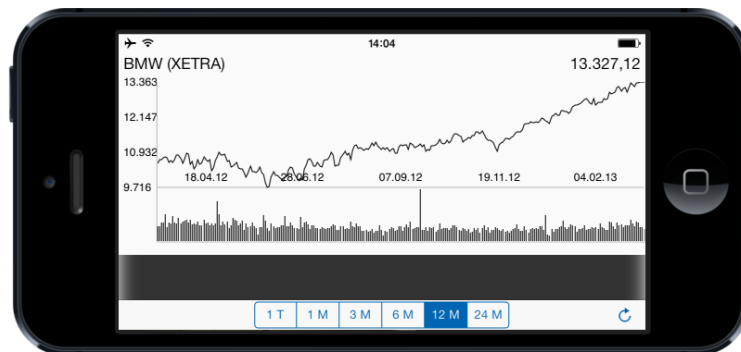 14:04
BMW (XETRA) 13.327,12
13.363
12.147
10.932
18.04.12 28.06.12 07.09.12 19.11.12 04.02.13
9.716
1 T 1 M 3 M 6 M 12 M 24 M